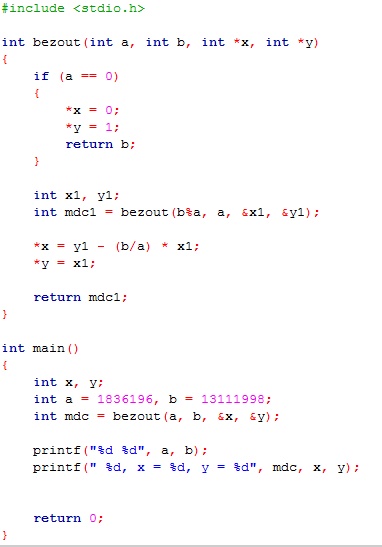 #include <stdio.h>
int bezout(int a, int b, int *x, int *y)
{
if (a == 0)
{
*x = 0;
*y = 1;
return b;
}
int x1, y1;
int mdc1 = bezout(b%a, a, &x1, &y1);
*x = y1 - (b/a) * x1;
*y = x1;
return mdc1;
}
int main()
{
int x, y;
int a = 1836196, b = 13111998;
int mdc = bezout(a, b, &x, &y);
printf("%d %d", a, b);
printf(" %d, x = %d, y = %d", mdc, x, y);
return 0;
}